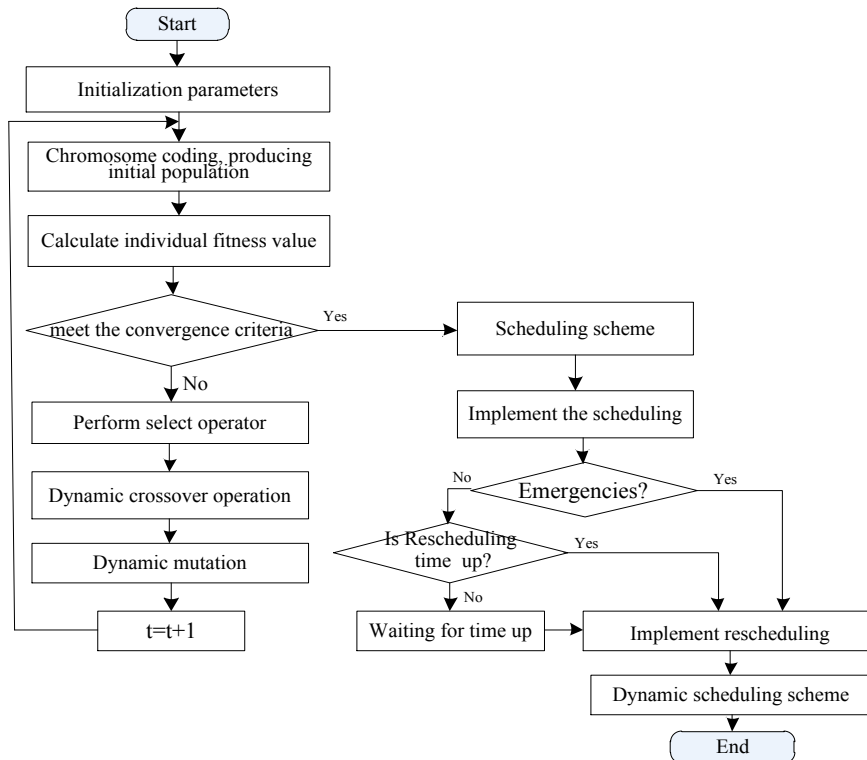 Start
Initialization parameters
Chromosome coding, producing
initial population
Calculate individual fitness value
meet the convergence criteria
Yes
No
Perform select operator
Dynamic crossover operation
Dynamic mutation
t=t+1
Scheduling scheme
Implement the scheduling
Emergencies?
No
Yes
Is Rescheduling
time up?
Yes
No
Waiting for time up
Implement rescheduling
Dynamic scheduling scheme
End